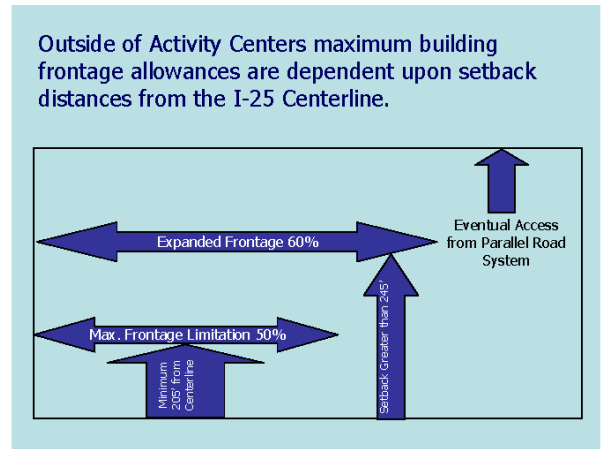 Outside of Activity Centers maximum building
frontage allowances are dependent upon setback
distances from the I-25 Centerline.
Eventual Access
from Parallel Road
System
Expanded Frontage 60%
Setback Greater than 245'
Max. Frontage Limitation 50%
Minimum
205' from
Centerline